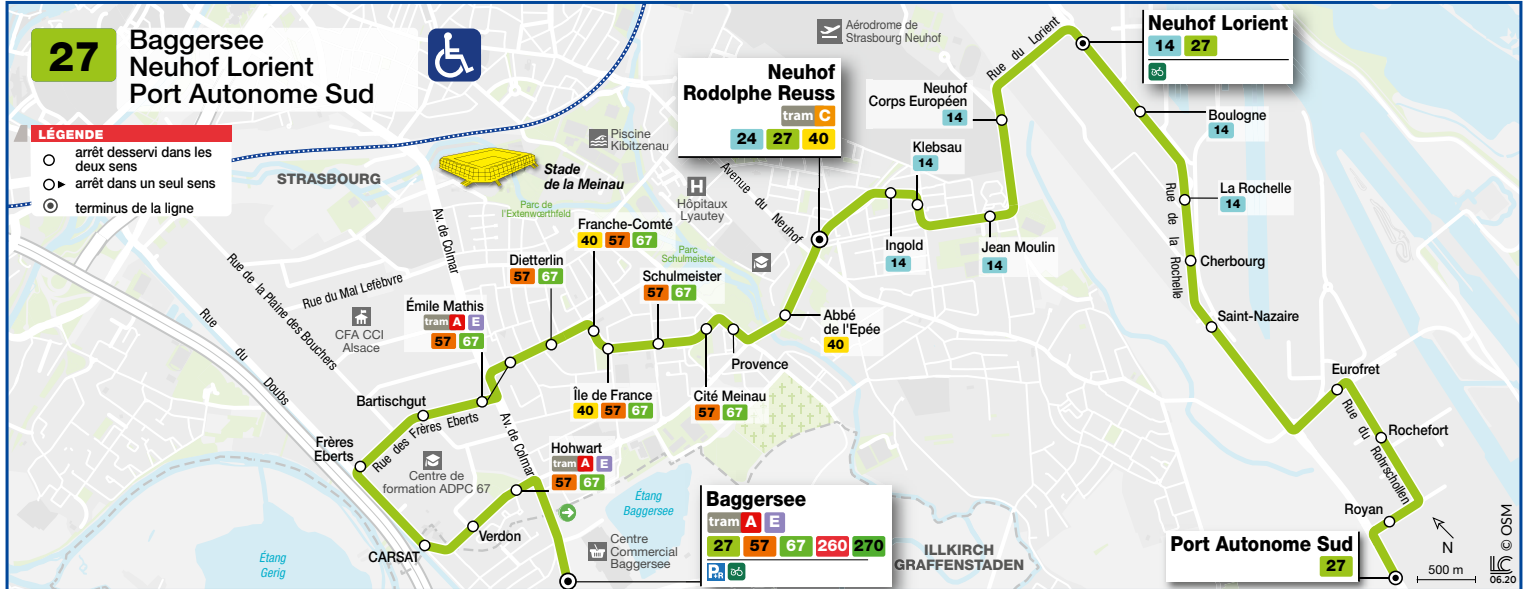 27
Baggersee
Neuhof Lorient
Port Autonome Sud
LÉGENDE
arrêt desservi dans les
deux sens
arrêt dans un seul sens
terminus de la ligne
STRASBOURG
Stade
de la Meinau
Parc de
l'Extenwœrthfeld
Piscine
Kibitzenau
H
Hôpitaux
Lyautey
Parc
Schulmeister
Aérodrome de
Strasbourg Neuhof
Neuhof
Rodolphe Reuss
tram C
24 27 40
Avenue du Neuhof
Neuhof
Corps Européen
14
Klebsau
14
Ingold
14
Jean Moulin
14
Rue du Lorient
Neuhof Lorient
14 27
Boulogne
14
La Rochelle
14
Rue de la Rochelle
Cherbourg
Saint-Nazaire
Eurofret
Rue du Rohrschollen
Rochefort
Royan
Port Autonome Sud
27
N
500 m
© OSM
LC
06.20
Av. de Colmar
Rue de la Plaine des Bouchers
Rue du Mal Lefèbvre
Rue du Doubs
CFA CCI
Alsace
Franche-Comté
40 57 67
Dietterlin
57 67
Schulmeister
57 67
Émile Mathis
tram A E
57 67
Abbé
de l'Epée
40
Provence
Île de France
40 57 67
Cité Meinau
57 67
Bartischgut
Rue des Frères Eberts
Av. de Colmar
Frères
Eberts
Centre de
formation ADPC 67
Hohwart
tram A E
57 67
Verdon
CARSAT
Étang
Gerig
Étang
Baggersee
Centre
Commercial
Baggersee
Baggersee
tram A E
27 57 67 260 270
P+R
ILLKIRCH
GRAFFENSTADEN